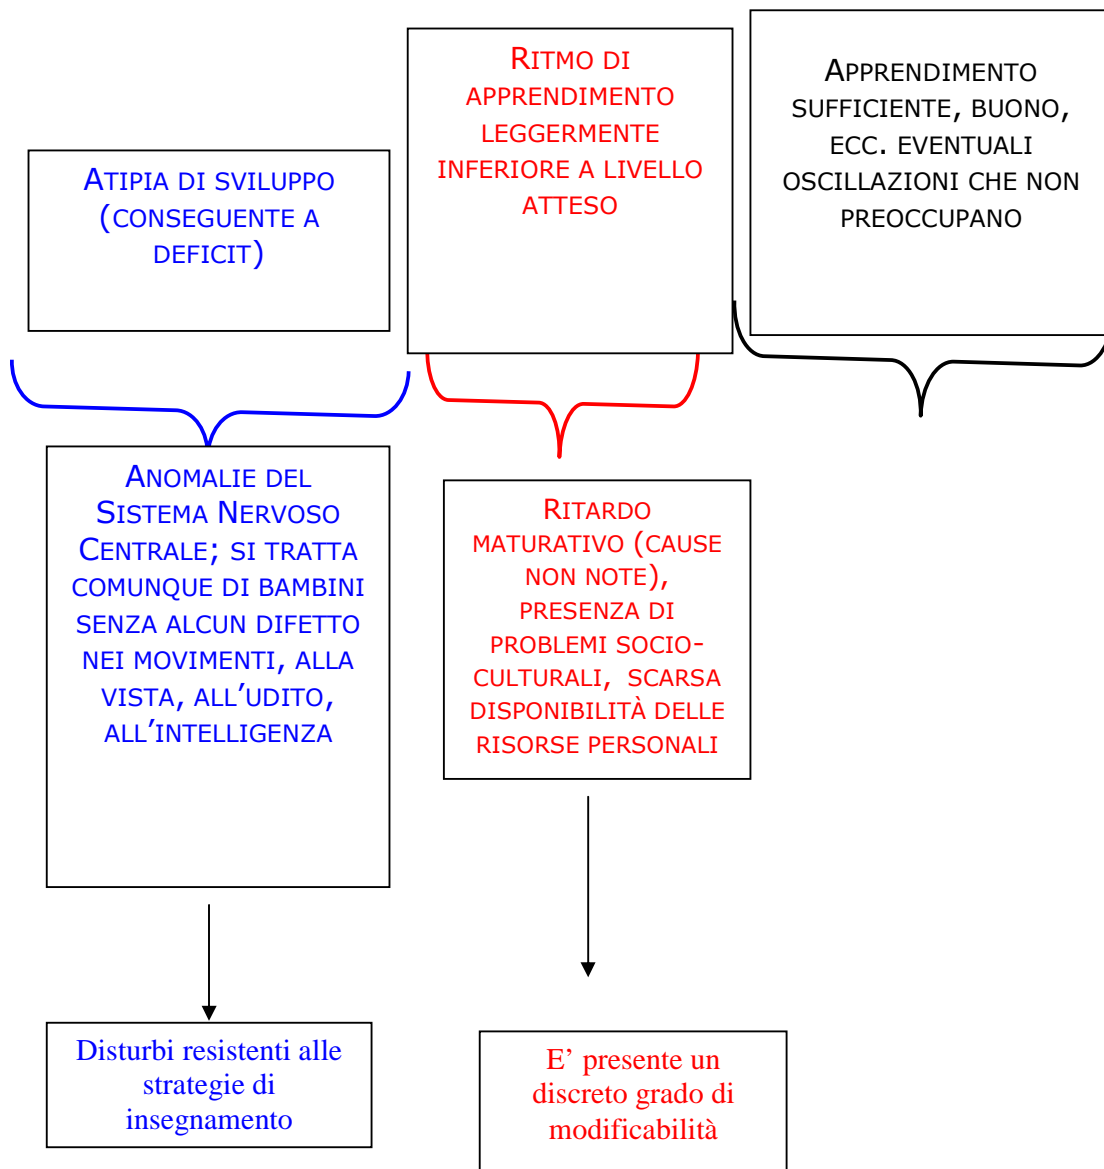 ATIPIA DI SVILUPPO
(CONSEGUENTE A
DEFICIT)
RITMO DI
APPRENDIMENTO
LEGGERMENTE
INFERIORE A LIVELLO
ATTESO
APPRENDIMENTO
SUFFICIENTE, BUONO,
ECC. EVENTUALI
OSCILLAZIONI CHE NON
PREOCCUPANO
ANOMALIE DEL
SISTEMA NERVOSO
CENTRALE; SI TRATTA
COMUNQUE DI BAMBINI
SENZA ALCUN DIFETTO
NEI MOVIMENTI, ALLA
VISTA, ALL’UDITO,
ALL’INTELLIGENZA
RITARDO
MATURATIVO (CAUSE
NON NOTE),
PRESENZA DI
PROBLEMI SOCIO-
CULTURALI, SCARSA
DISPONIBILITÀ DELLE
RISORSE PERSONALI
Disturbi resistenti alle
strategie di
insegnamento
E’ presente un
discreto grado di
modificabilità